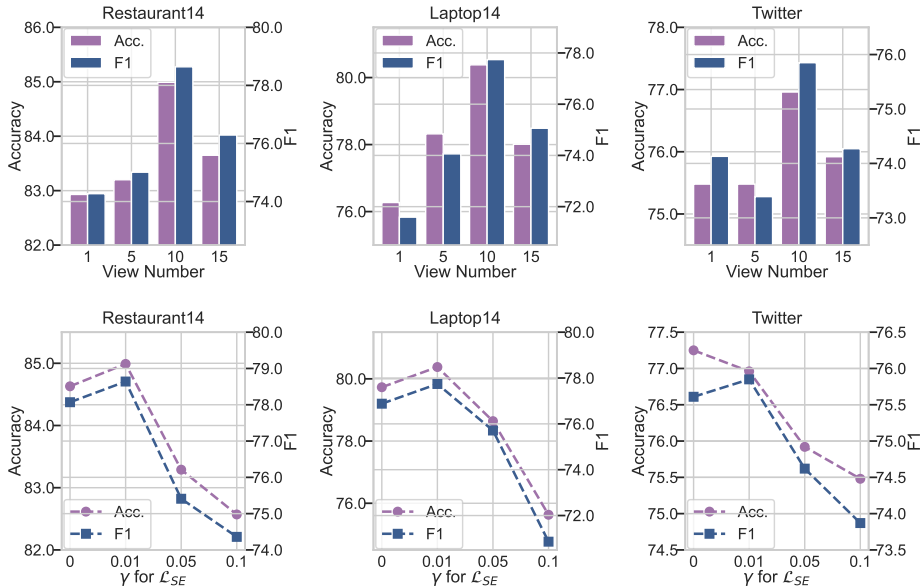 Restaurant14
86.0
85.0
84.0
83.0
82.0
Accuracy
Acc.
F1
80.0
78.0
76.0
74.0
F1
1 5 10 15
View Number
Laptop14
80.0
78.0
76.0
Accuracy
Acc.
F1
78.0
76.0
74.0
72.0
F1
1 5 10 15
View Number
Twitter
78.0
77.0
76.0
75.0
Accuracy
Acc.
F1
76.0
75.0
74.0
73.0
F1
1 5 10 15
View Number
Restaurant14
85.0
84.0
83.0
82.0
Accuracy
Acc.
F1
80.0
79.0
78.0
77.0
76.0
75.0
74.0
F1
0 0.01 0.05 0.1
γ for ℒSE
Laptop14
80.0
78.0
76.0
Accuracy
Acc.
F1
80.0
78.0
76.0
74.0
72.0
F1
0 0.01 0.05 0.1
γ for ℒSE
Twitter
77.5
77.0
76.5
76.0
75.5
75.0
74.5
Accuracy
Acc.
F1
76.5
76.0
75.5
75.0
74.5
74.0
73.5
F1
0 0.01 0.05 0.1
γ for ℒSE